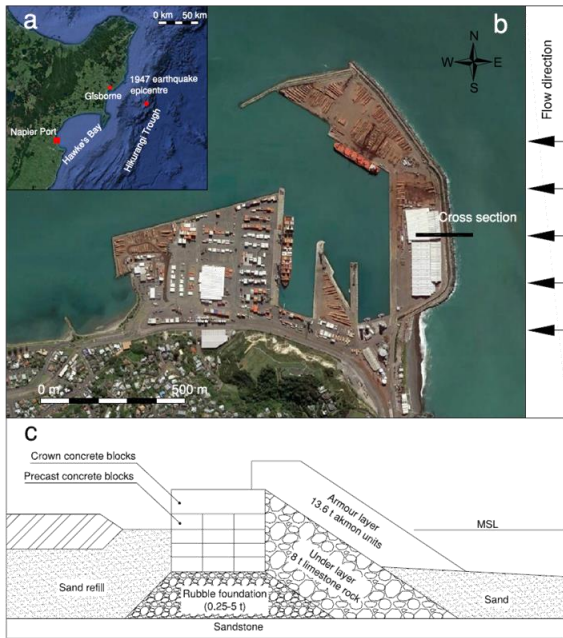 a
0 km 50 km
1947 earthquake
epicentre
Gisborne
Napier Port
Hawke's Bay
Hikurangi Trough
b
N
W E
S
Cross section
0 m 500 m
Flow direction
c
Crown concrete blocks
Precast concrete blocks
Armour layer
13.6 t akmon units
MSL
Under layer
8 t limestone rock
Sand refill
Rubble foundation
(0.25-5 t)
Sand
Sandstone